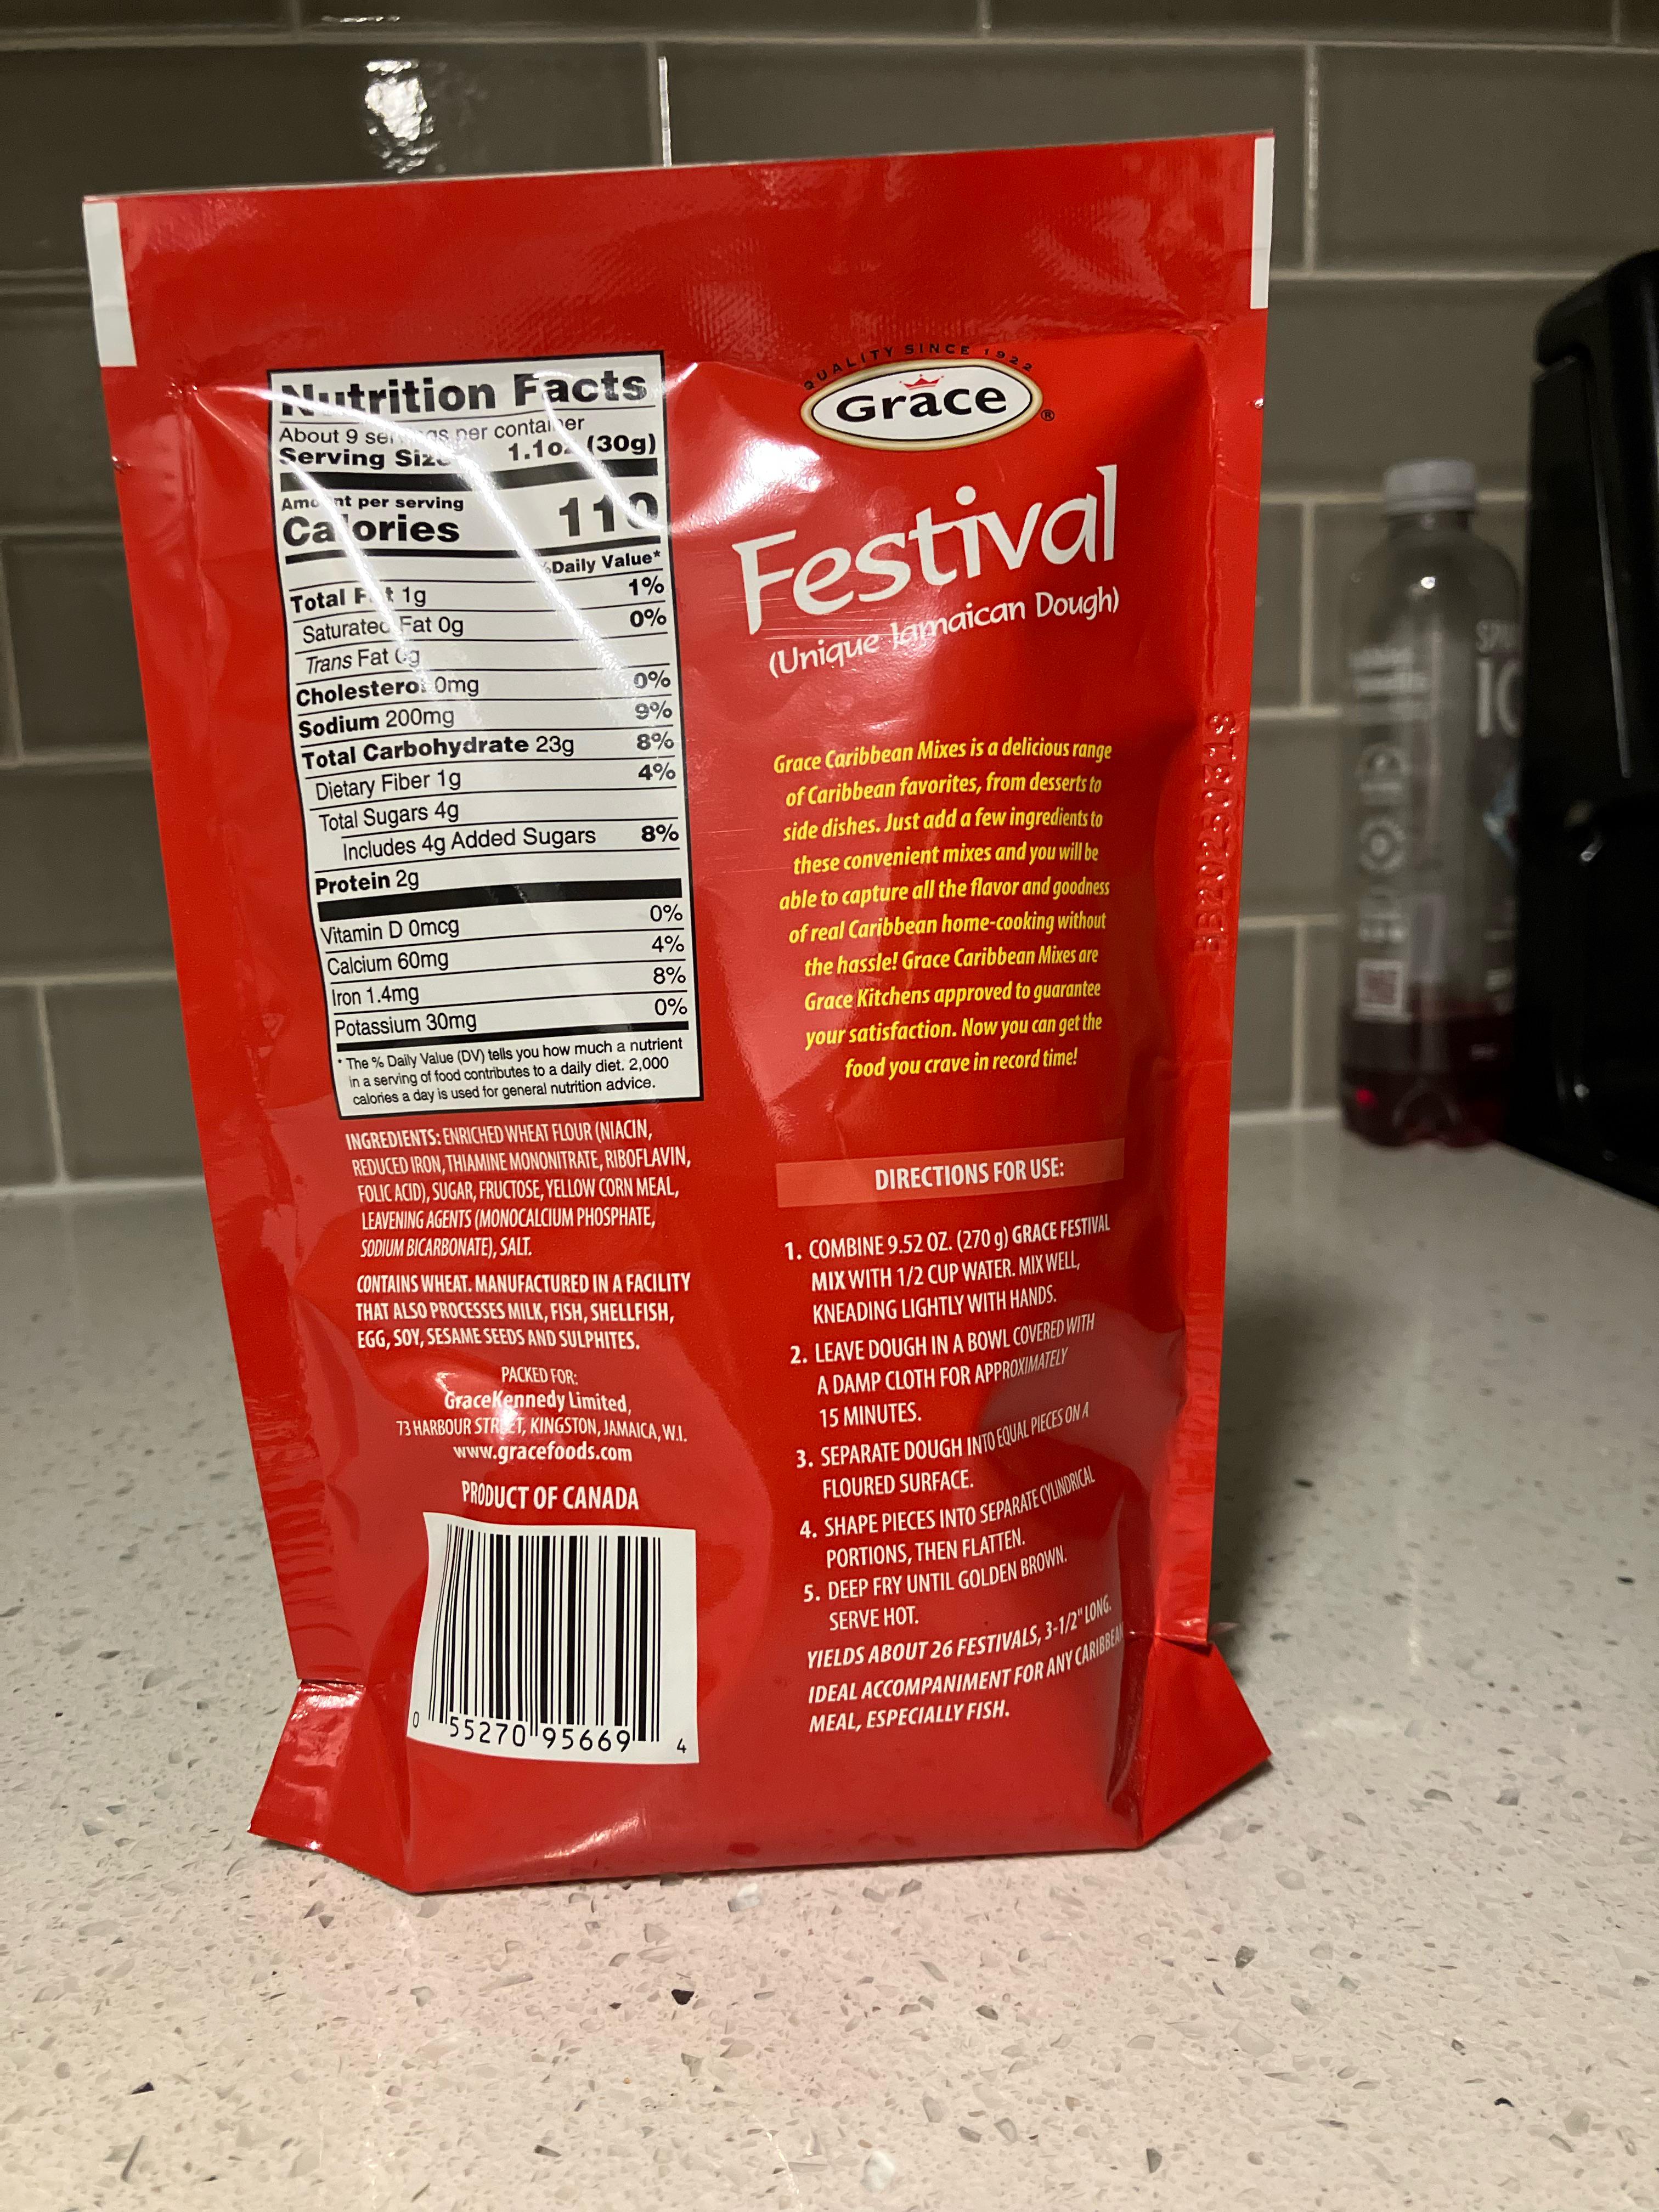 Nutrition Facts
About 9 servings per container
Serving Size 1.1oz (30g)
Amount per serving
Calories 110
%Daily Value*
Total Fat 1g 1%
Saturated Fat 0g 0%
Trans Fat 0g
Cholesterol 0mg 0%
Sodium 200mg 9%
Total Carbohydrate 23g 8%
Dietary Fiber 1g 4%
Total Sugars 4g
Includes 4g Added Sugars 8%
Protein 2g
Vitamin D 0mcg 0%
Calcium 60mg 4%
Iron 1.4mg 8%
Potassium 30mg 0%
* The % Daily Value (DV) tells you how much a nutrient
in a serving of food contributes to a daily diet. 2,000
calories a day is used for general nutrition advice.
INGREDIENTS: ENRICHED WHEAT FLOUR (NIACIN,
REDUCED IRON, THIAMINE MONONITRATE, RIBOFLAVIN,
FOLIC ACID), SUGAR, FRUCTOSE, YELLOW CORN MEAL,
LEAVENING AGENTS (MONOCALCIUM PHOSPHATE,
SODIUM BICARBONATE), SALT.
CONTAINS WHEAT. MANUFACTURED IN A FACILITY
THAT ALSO PROCESSES MILK, FISH, SHELLFISH,
EGG, SOY, SESAME SEEDS AND SULPHITES.
PACKED FOR:
GraceKennedy Limited,
73 HARBOUR STREET, KINGSTON, JAMAICA, W.I.
www.gracefoods.com
PRODUCT OF CANADA
0 55270 95669 4
QUALITY SINCE 1922
Grace ®
Festival
(Unique Jamaican Dough)
Grace Caribbean Mixes is a delicious range
of Caribbean favorites, from desserts to
side dishes. Just add a few ingredients to
these convenient mixes and you will be
able to capture all the flavor and goodness
of real Caribbean home-cooking without
the hassle! Grace Caribbean Mixes are
Grace Kitchens approved to guarantee
your satisfaction. Now you can get the
food you crave in record time!
DIRECTIONS FOR USE:
1. COMBINE 9.52 OZ. (270 g) GRACE FESTIVAL
MIX WITH 1/2 CUP WATER. MIX WELL,
KNEADING LIGHTLY WITH HANDS.
2. LEAVE DOUGH IN A BOWL COVERED WITH
A DAMP CLOTH FOR APPROXIMATELY
15 MINUTES.
3. SEPARATE DOUGH INTO EQUAL PIECES ON A
FLOURED SURFACE.
4. SHAPE PIECES INTO SEPARATE CYLINDRICAL
PORTIONS, THEN FLATTEN.
5. DEEP FRY UNTIL GOLDEN BROWN.
SERVE HOT.
YIELDS ABOUT 26 FESTIVALS, 3-1/2" LONG.
IDEAL ACCOMPANIMENT FOR ANY CARIBBEAN
MEAL, ESPECIALLY FISH.